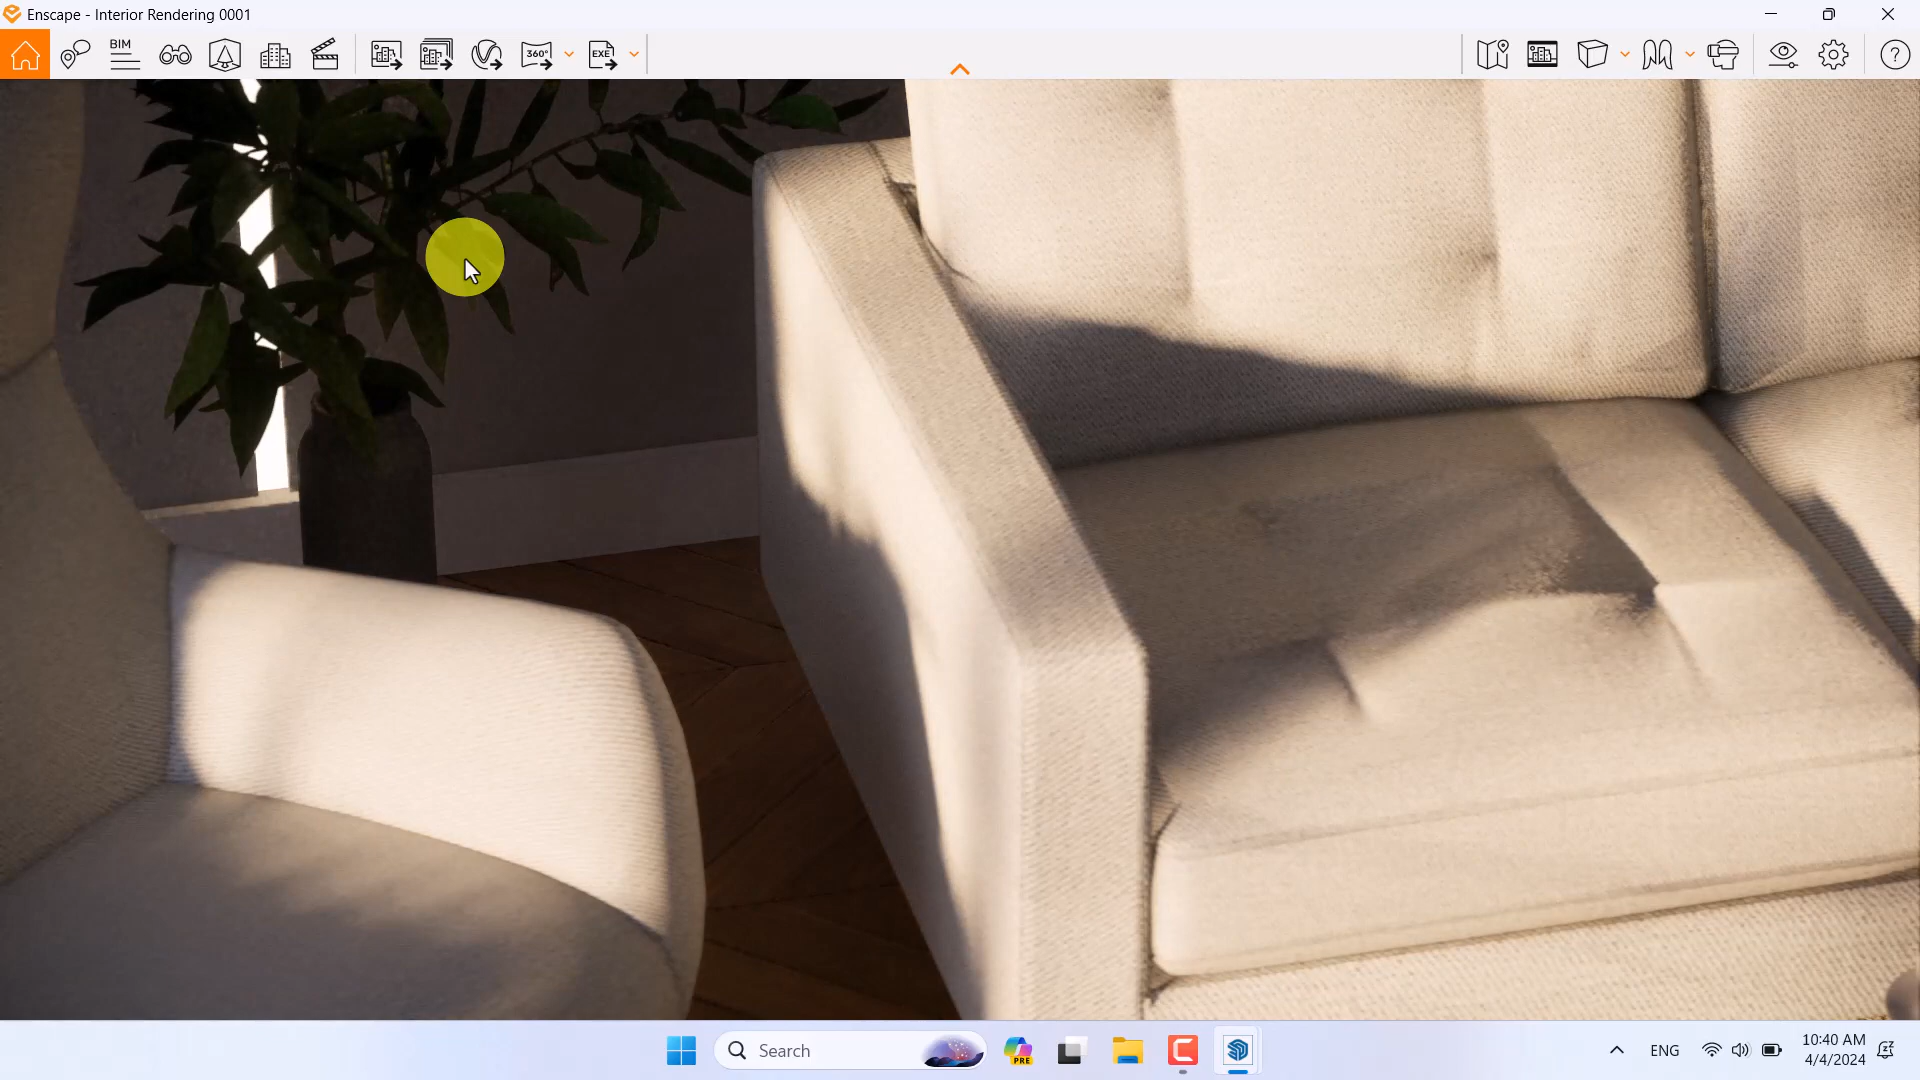 Enscape - Interior Rendering 0001
BIM
360°
EXE
?
Search
PRE
ENG
10:40 AM
4/4/2024